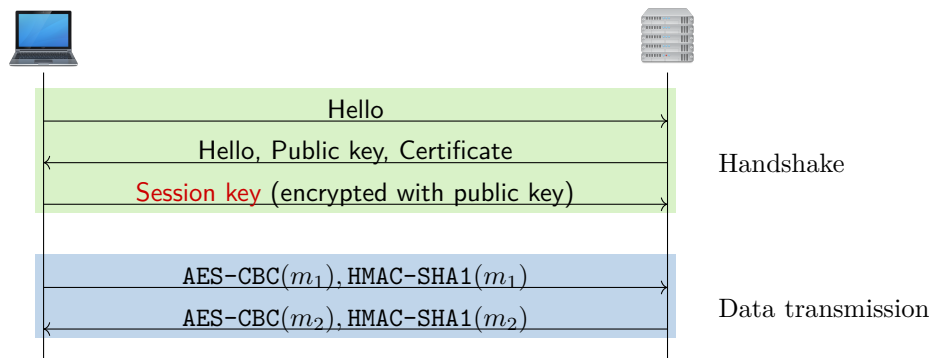 Hello
Hello, Public key, Certificate
Handshake
Session key (encrypted with public key)
AES-CBC(m₁), HMAC-SHA1(m₁)
AES-CBC(m₂), HMAC-SHA1(m₂)
Data transmission